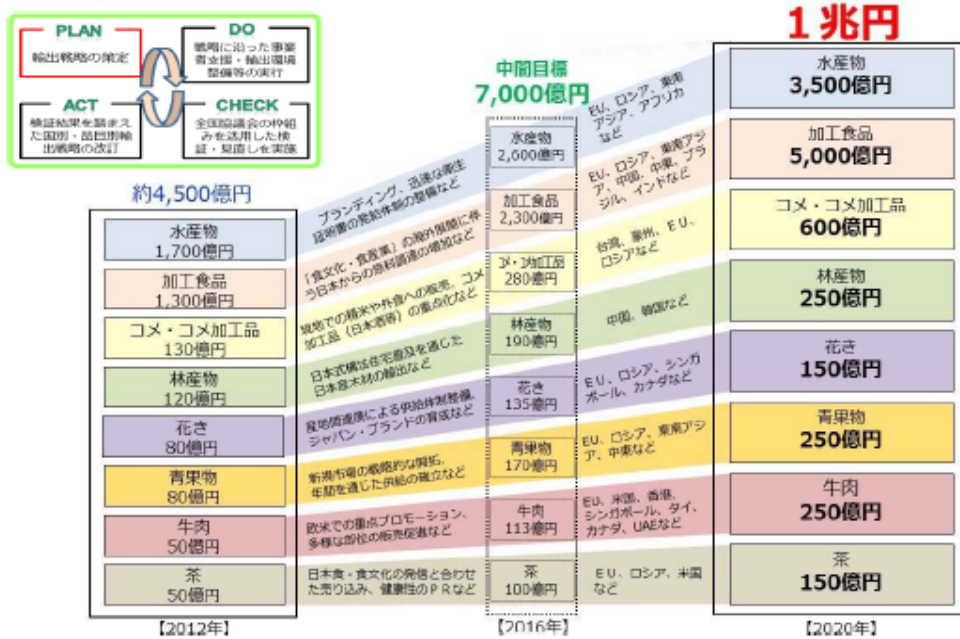 PLAN
輸出戦略の策定
DO
戦略に沿った事業
者支援・輸出環境
整備等の実行
ACT
検証結果を踏まえ
た国別・品目別輸
出戦略の改訂
CHECK
全国協議会の枠組
みを活用した検
証・見直しを実施
約4,500億円
水産物
1,700億円
加工食品
1,300億円
コメ・コメ加工品
130億円
林産物
120億円
花き
80億円
青果物
80億円
牛肉
50億円
茶
50億円
【2012年】
ブランディング、迅速な衛生
証明書の発給体制の整備など
「食文化・食産業」の海外展開に伴
う日本からの原料調達の増加など
現地での精米や外食への販売、コメ
加工品(日本酒等)の重点化など
日本式構法住宅普及を通じた
日本産木材の輸出など
産地間連携による供給体制整備、
ジャパン・ブランドの育成など
新規市場の戦略的な開拓、
年間を通じた供給の確立など
欧米での重点プロモーション、
多様な部位の販売促進など
日本食・食文化の発信と合わせ
た売り込み、健康性のPRなど
中間目標
7,000億円
水産物
2,600億円
加工食品
2,300億円
コメ・コメ加工品
280億円
林産物
190億円
花き
135億円
青果物
170億円
牛肉
113億円
茶
100億円
【2016年】
EU、ロシア、東南
アジア、アフリカ
など
EU、ロシア、東南アジ
ア、中国、中東、ブラ
ジル、インドなど
台湾、豪州、EU、
ロシアなど
中国、韓国など
EU、ロシア、シンガ
ポール、カナダなど
EU、ロシア、東南アジ
ア、中東など
EU、米国、香港、
シンガポール、タイ、
カナダ、UAEなど
EU、ロシア、米国
など
1兆円
水産物
3,500億円
加工食品
5,000億円
コメ・コメ加工品
600億円
林産物
250億円
花き
150億円
青果物
250億円
牛肉
250億円
茶
150億円
【2020年】